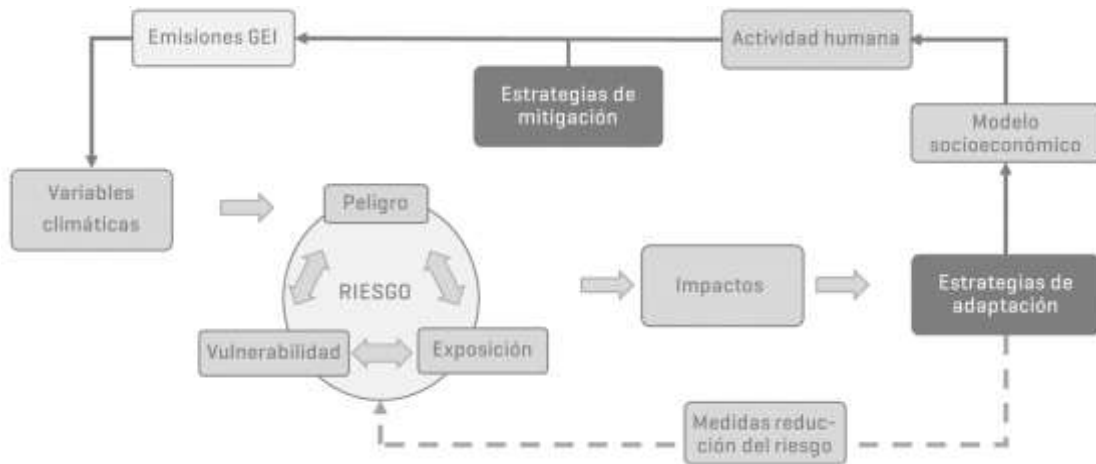 Emisiones GEI
Actividad humana
Estrategias de
mitigación
Modelo
socioeconómico
Variables
climáticas
Peligro
RIESGO
Vulnerabilidad
Exposición
Impactos
Estrategias de
adaptación
Medidas reduc-
ción del riesgo